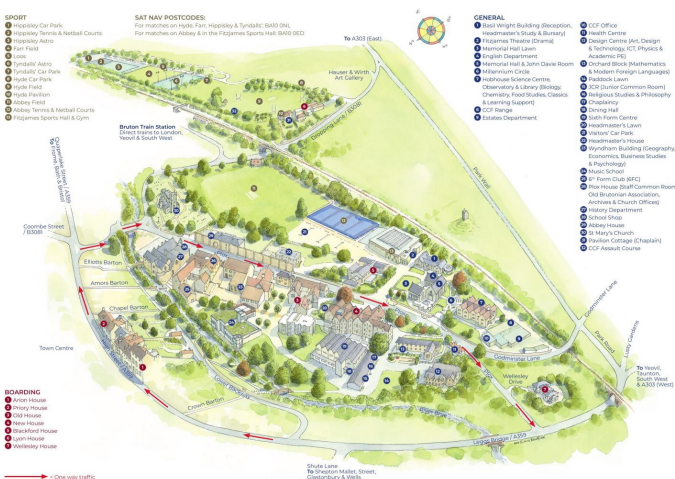 SPORT
1 Hippisley Car Park
2 Hippisley Tennis & Netball Courts
3 Hippisley Astro
4 Farr Field
5 Loos
6 Tyndalls' Astro
7 Tyndalls' Car Park
8 Hyde Car Park
9 Hyde Field
10 Hyde Pavilion
11 Abbey Field
12 Abbey Tennis & Netball Courts
13 Fitzjames Sports Hall & Gym
SAT NAV POSTCODES:
For matches on Hyde, Farr, Hippisley & Tyndalls': BA10 0NL
For matches on Abbey & in the Fitzjames Sports Hall: BA10 0ED
GENERAL
1 Basil Wright Building (Reception,
Headmaster's Study & Bursary)
2 Fitzjames Theatre (Drama)
3 Memorial Hall Lawn
4 English Department
5 Memorial Hall & John Davie Room
6 Millennium Circle
7 Hobhouse Science Centre,
Observatory & Library (Biology,
Chemistry, Food Studies, Classics
& Learning Support)
8 CCF Range
9 Estates Department
10 CCF Office
11 Health Centre
12 Design Centre (Art, Design
& Technology, ICT, Physics &
Academic PE)
13 Orchard Block (Mathematics
& Modern Foreign Languages)
14 Paddock Lawn
15 JCR (Junior Common Room)
16 Religious Studies & Philosophy
17 Chaplaincy
18 Dining Hall
19 Sixth Form Centre
20 Headmaster's Lawn
21 Visitors' Car Park
22 Headmaster's House
23 Wyndham Building (Geography,
Economics, Business Studies
& Psychology)
24 Music School
25 6th Form Club (6FC)
26 Plox House (Staff Common Room
Old Brutonian Association,
Archives & Church Offices)
27 History Department
28 School Shop
29 Abbey House
30 St Mary's Church
31 Pavilion Cottage (Chaplain)
32 CCF Assault Course
To A303 (East)
Hauser & Wirth
Art Gallery
Dropping Lane / B3081
Bruton Train Station
Direct trains to London,
Yeovil & South West
Park Wall
Quaperlake Street / A359
To Frome, Bath & Bristol
Coombe Street
/ B3081
Elliotts Barton
Amors Barton
Chapel Barton
Town Centre
Lower Backway
Crown Barton
River Brue
Godminster Lane
Godminster Lane
Park Road
Lusty Gardens
Wellesley
Drive
To Yeovil,
Taunton,
South West
& A303 (West)
Legge Bridge / A359
Shute Lane
To Shepton Mallet, Street,
Glastonbury & Wells
BOARDING
1 Arion House
2 Priory House
3 Old House
4 New House
5 Blackford House
6 Lyon House
7 Wellesley House
= One way traffic